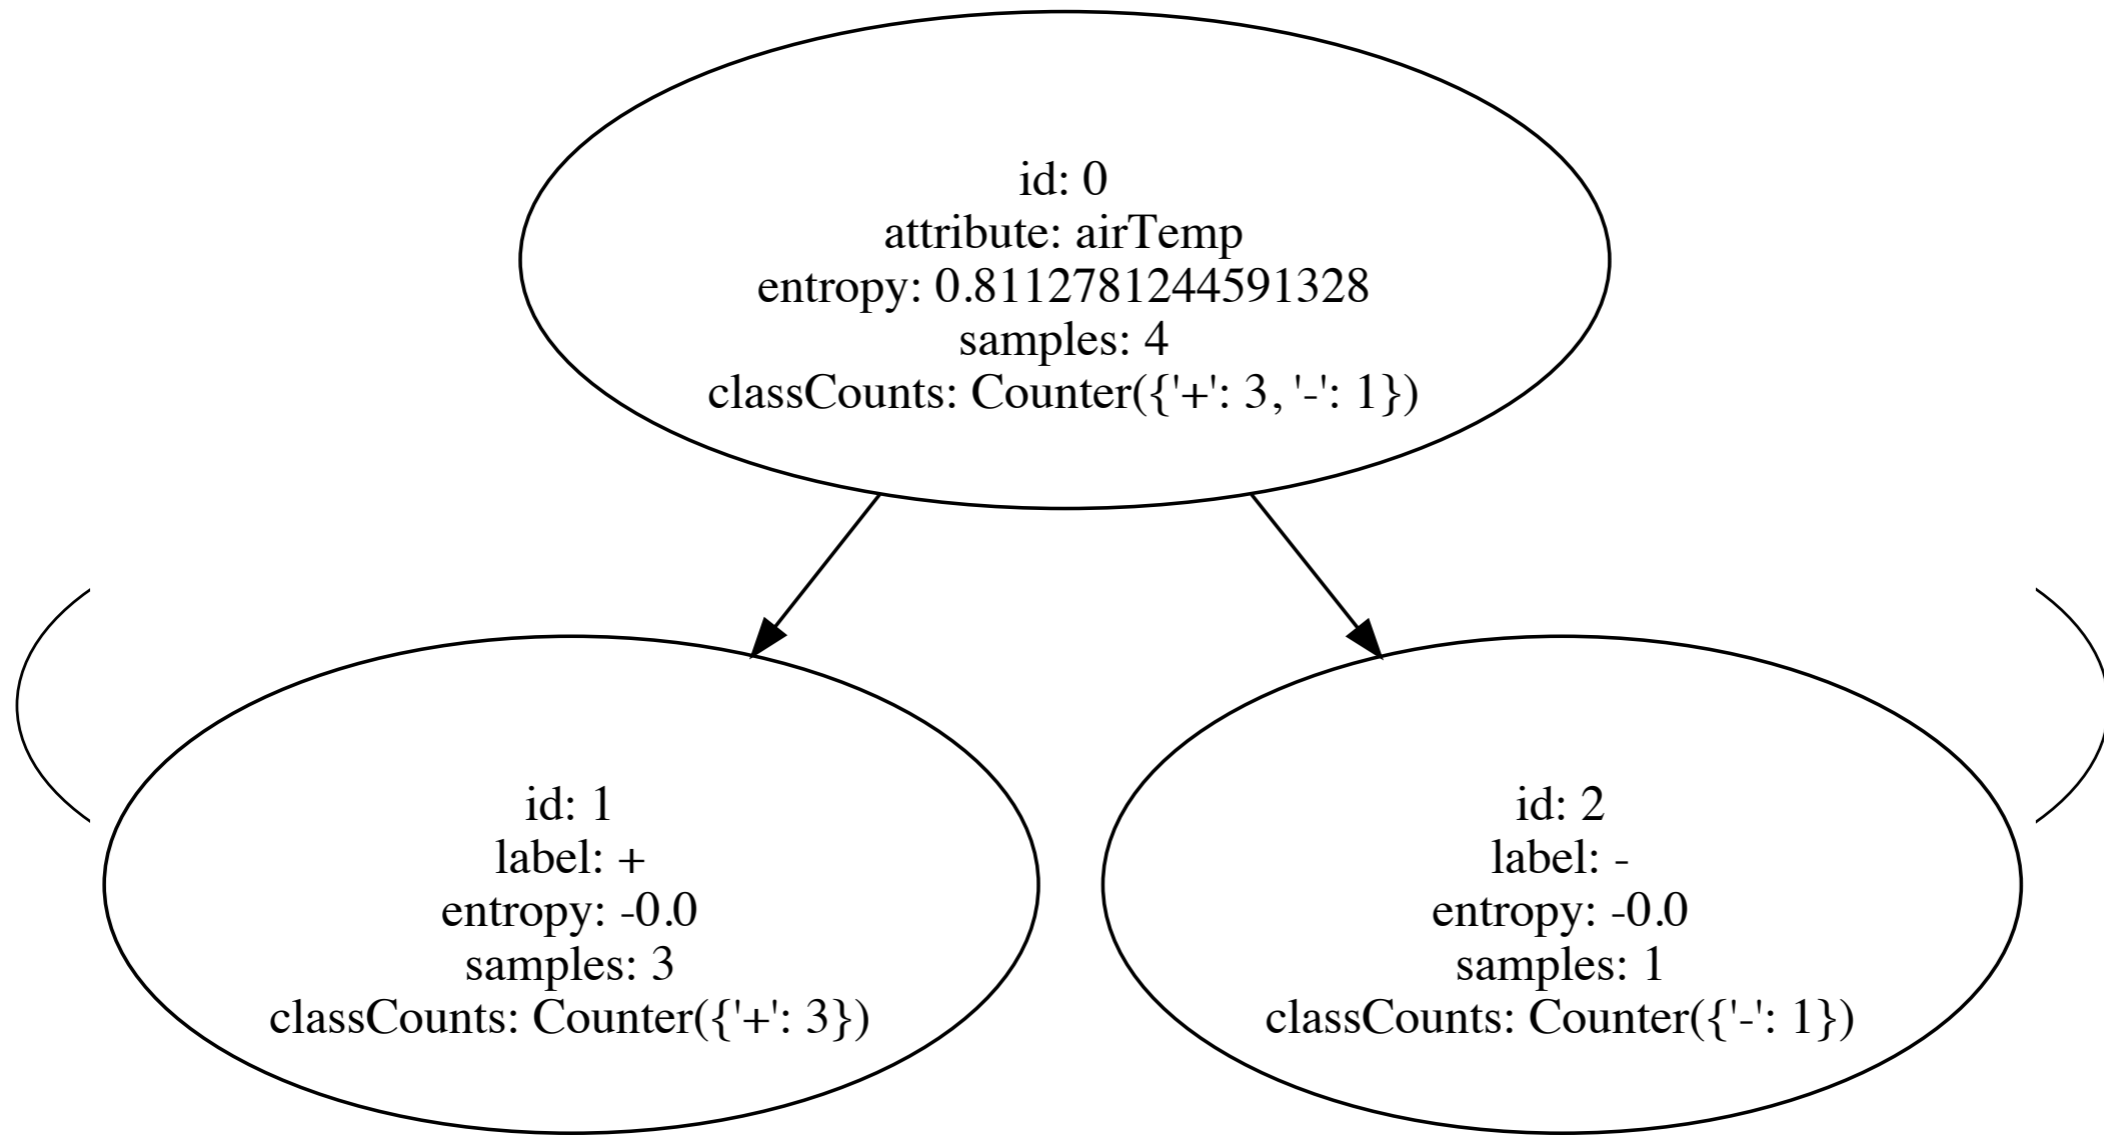 id: 0
attribute: airTemp
entropy: 0.8112781244591328
samples: 4
classCounts: Counter({'+': 3, '-': 1})
id: 1
label: +
entropy: -0.0
samples: 3
classCounts: Counter({'+': 3})
id: 2
label: -
entropy: -0.0
samples: 1
classCounts: Counter({'-': 1})